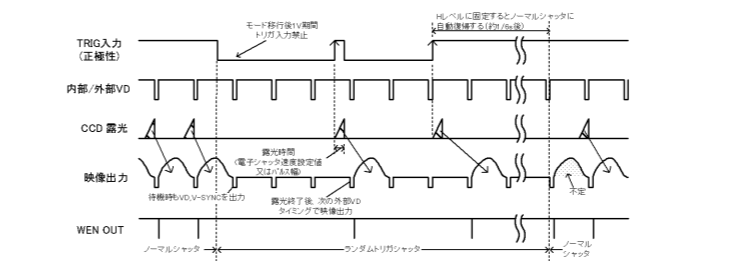 Hレベルに固定するとノーマルシャッタに
自動復帰する(約1/6s後)
モード移行後1V期間
トリガ入力禁止
TRIG入力
(正極性)
内部/外部VD
CCD 露光
露光時間
(電子シャッタ速度設定値
又はパルス幅)
映像出力
待機時もVD,V-SYNCを出力
露光終了後、次の外部VD
タイミングで映像出力
不定
WEN OUT
ノーマルシャッタ
ランダムトリガシャッタ
ノーマル
シャッタ